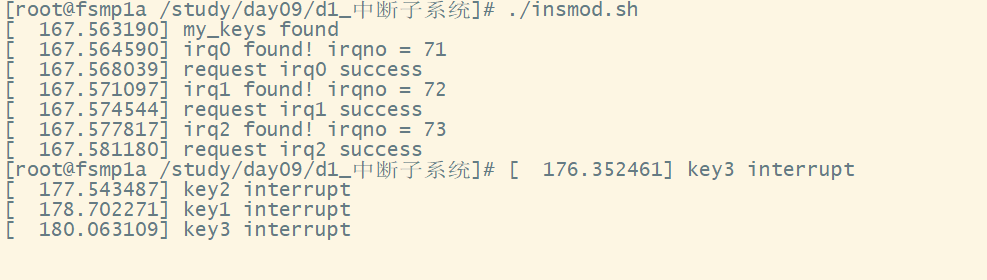 [root@fsmp1a /study/day09/d1_中断子系统]# ./insmod.sh
[  167.563190] my_keys found
[  167.564590] irq0 found! irqno = 71
[  167.568039] request irq0 success
[  167.571097] irq1 found! irqno = 72
[  167.574544] request irq1 success
[  167.577817] irq2 found! irqno = 73
[  167.581180] request irq2 success
[root@fsmp1a /study/day09/d1_中断子系统]# [  176.352461] key3 interrupt
[  177.543487] key2 interrupt
[  178.702271] key1 interrupt
[  180.063109] key3 interrupt